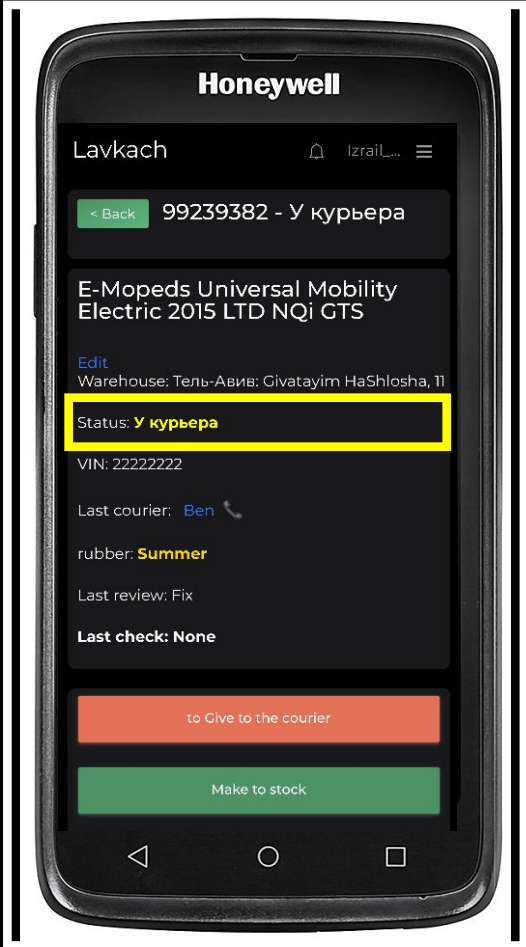 Honeywell
Lavkach
Izrail_...
< Back
99239382 - У курьера
E-Mopeds Universal Mobility
Electric 2015 LTD NQi GTS
Edit
Warehouse: Тель-Авив: Givatayim HaShlosha, 11
Status: У курьера
VIN: 22222222
Last courier: Ben
rubber: Summer
Last review: Fix
Last check: None
to Give to the courier
Make to stock